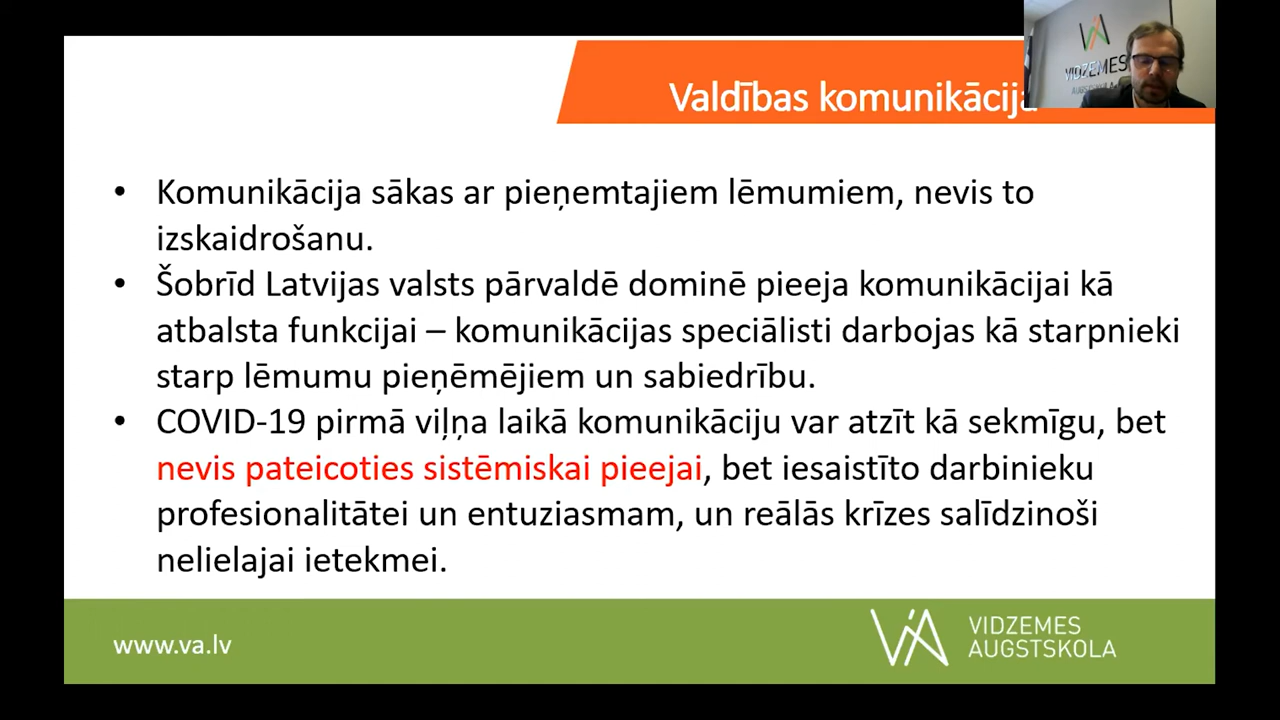 Valdības komunikācija
VIDZEMES
AUGSTSKOLA
• Komunikācija sākas ar pieņemtajiem lēmumiem, nevis to
izskaidrošanu.
• Šobrīd Latvijas valsts pārvaldē dominē pieeja komunikācijai kā
atbalsta funkcijai – komunikācijas speciālisti darbojas kā starpnieki
starp lēmumu pieņēmējiem un sabiedrību.
• COVID-19 pirmā viļņa laikā komunikāciju var atzīt kā sekmīgu, bet
nevis pateicoties sistēmiskai pieejai, bet iesaistīto darbinieku
profesionalitātei un entuziasmam, un reālās krīzes salīdzinoši
nelielajai ietekmei.
www.va.lv
VIA
VIDZEMES
AUGSTSKOLA